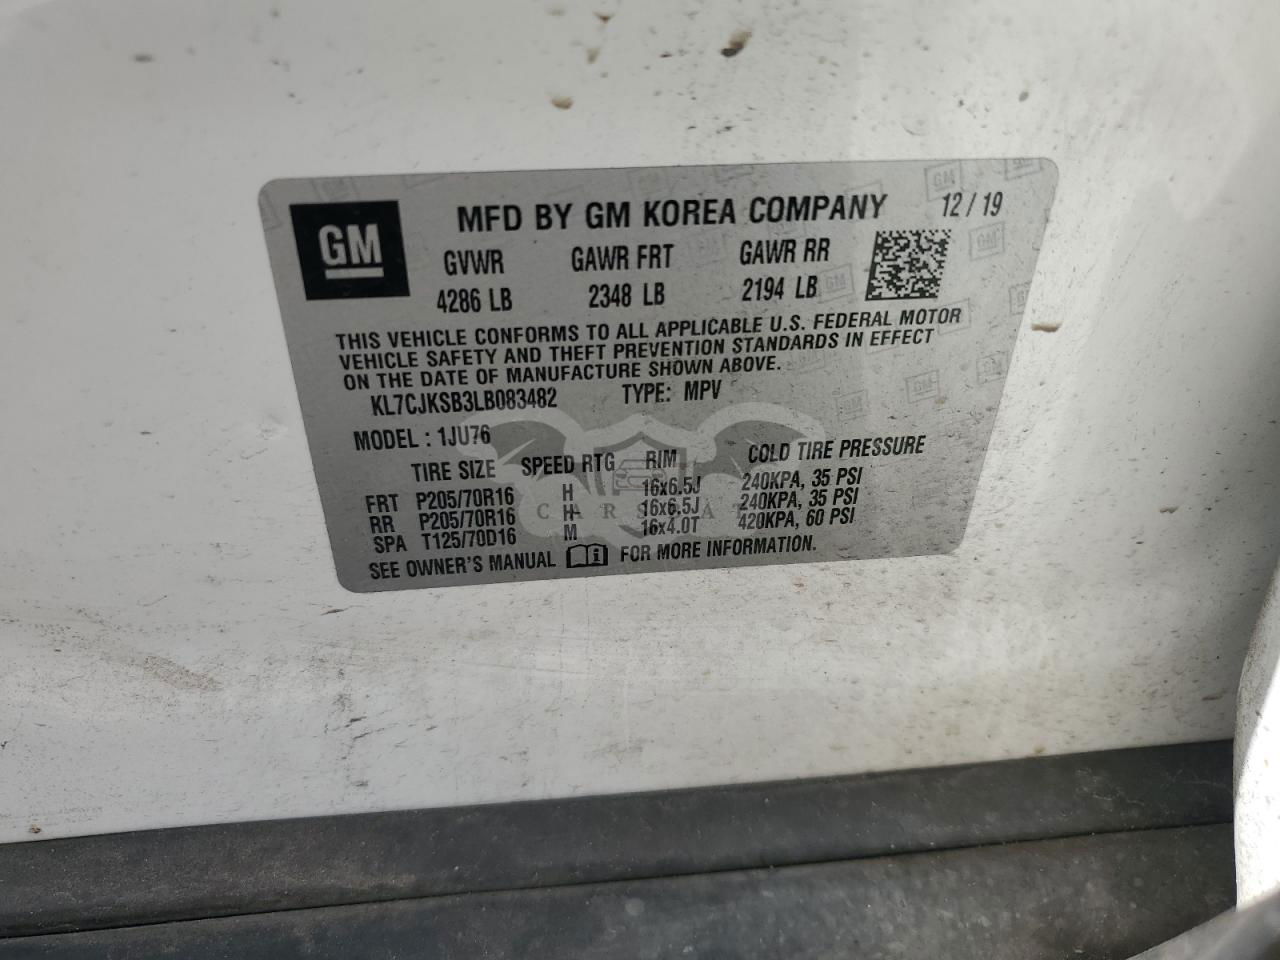 GM
MFD BY GM KOREA COMPANY 12 / 19
GVWR GAWR FRT GAWR RR
4286 LB 2348 LB 2194 LB
THIS VEHICLE CONFORMS TO ALL APPLICABLE U.S. FEDERAL MOTOR
VEHICLE SAFETY AND THEFT PREVENTION STANDARDS IN EFFECT
ON THE DATE OF MANUFACTURE SHOWN ABOVE.
KL7CJKSB3LB083482 TYPE: MPV
MODEL : 1JU76
TIRE SIZE SPEED RTG RIM COLD TIRE PRESSURE
FRT P205/70R16 H 16x6.5J 240KPA, 35 PSI
RR P205/70R16 H 16x6.5J 240KPA, 35 PSI
SPA T125/70D16 M 16x4.0T 420KPA, 60 PSI
SEE OWNER'S MANUAL FOR MORE INFORMATION.